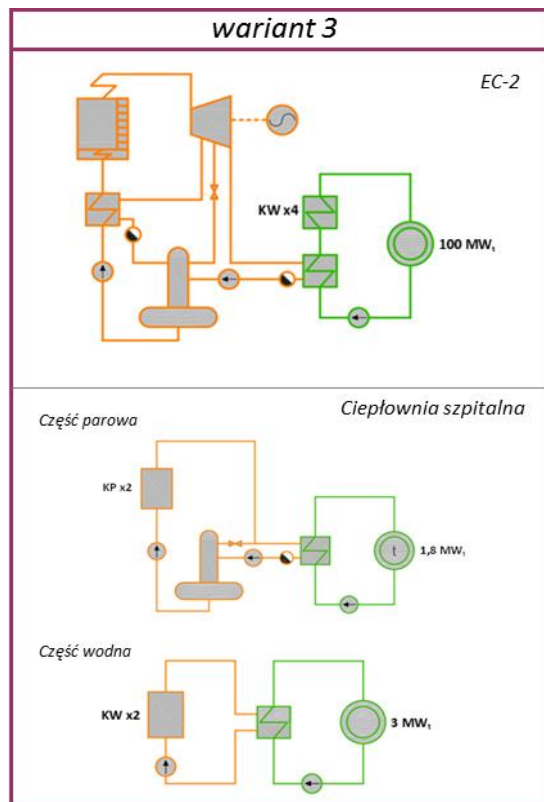 wariant 3
EC-2
KW x4
100 MWt
Ciepłownia szpitalna
Część parowa
KP x2
t
1,8 MWt
Część wodna
KW x2
3 MWt